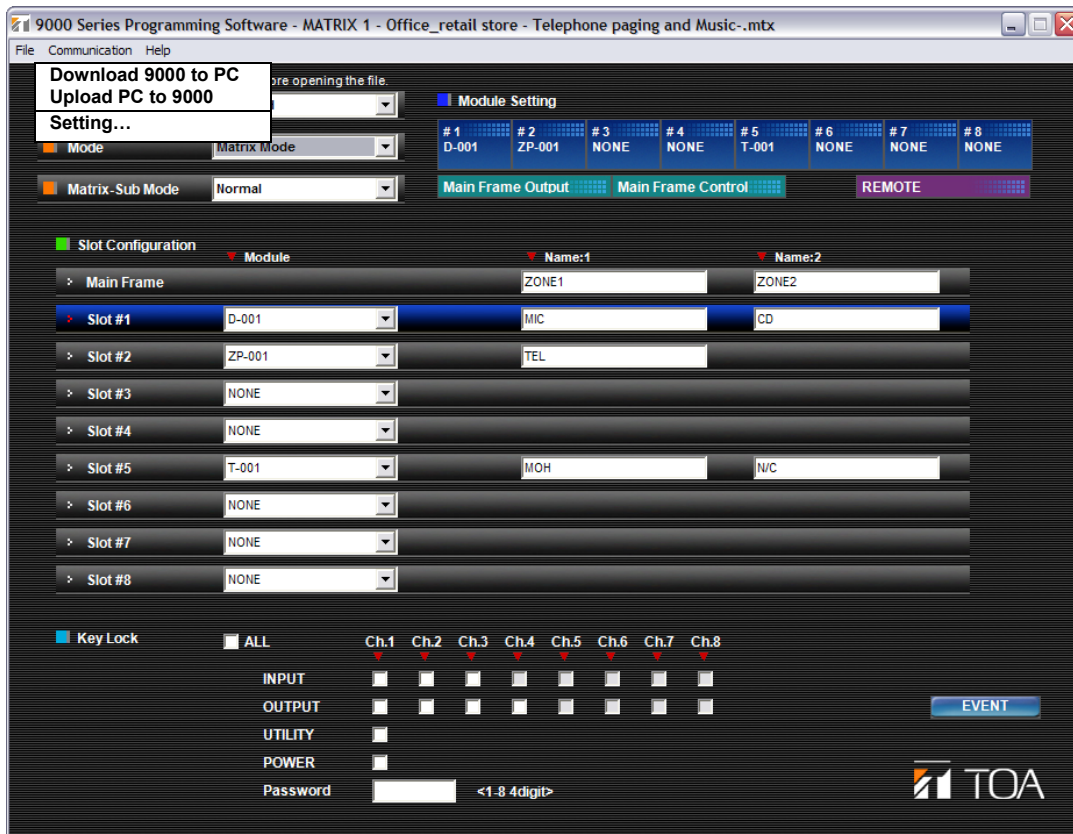 9000 Series Programming Software - MATRIX 1 - Office_retail store - Telephone paging and Music-.mtx
File Communication Help
Download 9000 to PC
Upload PC to 9000
Setting...
opening the file.
Module Setting
# 1 # 2 # 3 # 4 # 5 # 6 # 7 # 8
D-001 ZP-001 NONE NONE T-001 NONE NONE NONE
Mode Matrix Mode
Matrix-Sub Mode Normal
Main Frame Output Main Frame Control REMOTE
Slot Configuration
Module Name:1 Name:2
Main Frame ZONE1 ZONE2
Slot #1 D-001 MIC CD
Slot #2 ZP-001 TEL
Slot #3 NONE
Slot #4 NONE
Slot #5 T-001 MOH N/C
Slot #6 NONE
Slot #7 NONE
Slot #8 NONE
Key Lock ALL Ch.1 Ch.2 Ch.3 Ch.4 Ch.5 Ch.6 Ch.7 Ch.8
INPUT
OUTPUT
EVENT
UTILITY
POWER
Password <1-8 4digit>
TOA